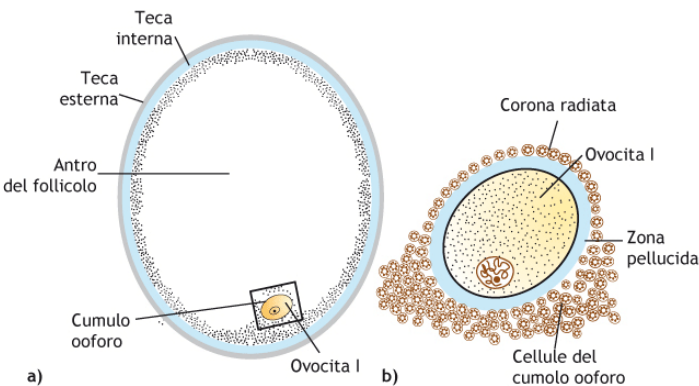 Teca
interna
Teca
esterna
Antro
del follicolo
Cumulo
ooforo
Ovocita I
a)
Corona radiata
Ovocita I
Zona
pellucida
Cellule del
cumolo ooforo
b)